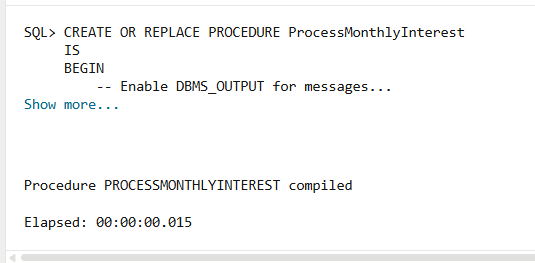 SQL> CREATE OR REPLACE PROCEDURE ProcessMonthlyInterest
IS
BEGIN
-- Enable DBMS_OUTPUT for messages...
Show more...
Procedure PROCESSMONTHLYINTEREST compiled
Elapsed: 00:00:00.015